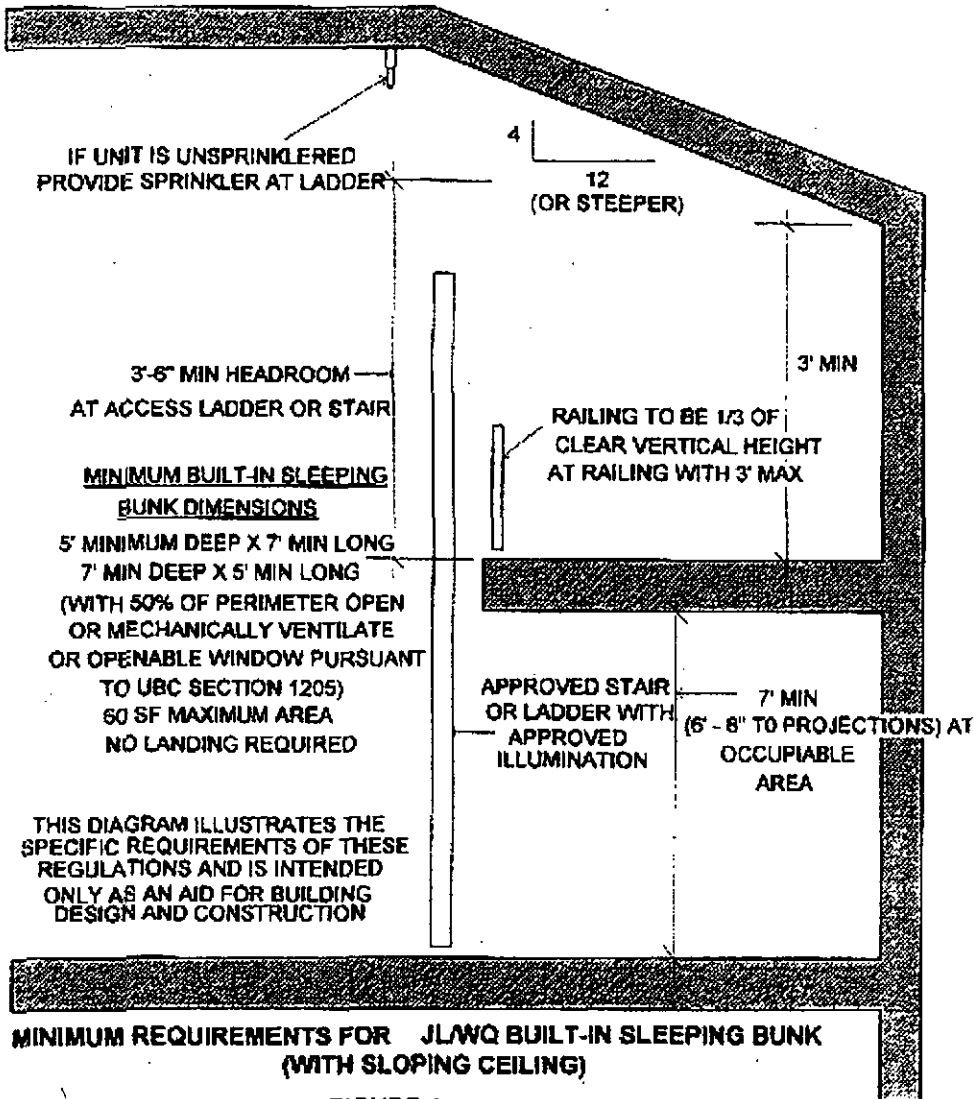 IF UNIT IS UNSPRINKLERED
PROVIDE SPRINKLER AT LADDER
4
12
(OR STEEPER)
3'-6" MIN HEADROOM
AT ACCESS LADDER OR STAIR
3' MIN
RAILING TO BE 1/3 OF
CLEAR VERTICAL HEIGHT
AT RAILING WITH 3' MAX
MINIMUM BUILT-IN SLEEPING
BUNK DIMENSIONS
5' MINIMUM DEEP X 7' MIN LONG
7' MIN DEEP X 5' MIN LONG
(WITH 50% OF PERIMETER OPEN
OR MECHANICALLY VENTILATE
OR OPENABLE WINDOW PURSUANT
TO UBC SECTION 1205)
60 SF MAXIMUM AREA
NO LANDING REQUIRED
APPROVED STAIR
OR LADDER WITH
APPROVED
ILLUMINATION
7' MIN
(6' - 8" TO PROJECTIONS) AT
OCCUPIABLE
AREA
THIS DIAGRAM ILLUSTRATES THE
SPECIFIC REQUIREMENTS OF THESE
REGULATIONS AND IS INTENDED
ONLY AS AN AID FOR BUILDING
DESIGN AND CONSTRUCTION
MINIMUM REQUIREMENTS FOR JL/WQ BUILT-IN SLEEPING BUNK
(WITH SLOPING CEILING)